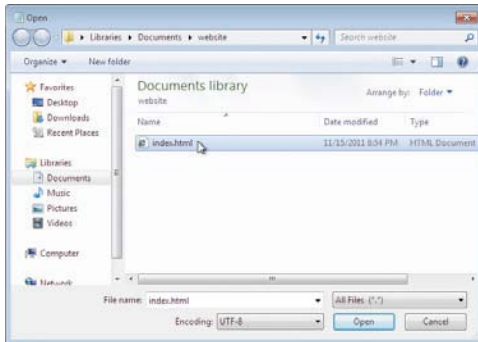 Open
Libraries Documents website
Search website
Organize New folder
Favorites
Desktop
Downloads
Recent Places
Libraries
Documents
Music
Pictures
Videos
Computer
Network
Documents library
website
Arrange by: Folder
Name Date modified Type
index.html 11/15/2011 8:54 PM HTML Document
File name: index.html All Files (*.*)
Encoding: UTF-8 Open Cancel